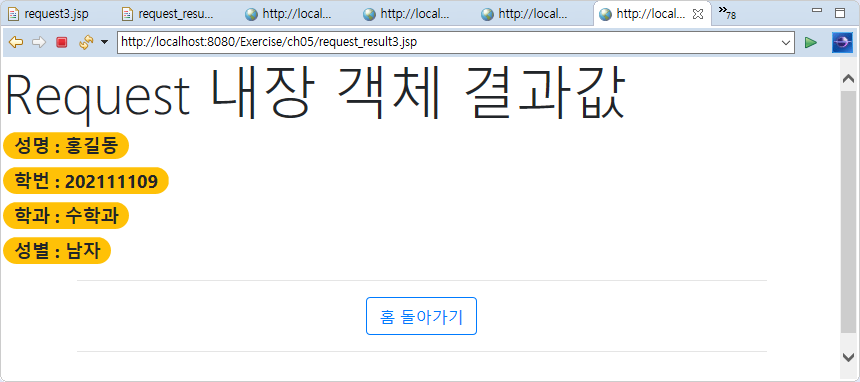 request3.jsp request_resu... http://local... http://local... http://local... http://local... »78
http://localhost:8080/Exercise/ch05/request_result3.jsp
Request 내장 객체 결과값
성명 : 홍길동
학번 : 202111109
학과 : 수학과
성별 : 남자
홈 돌아가기